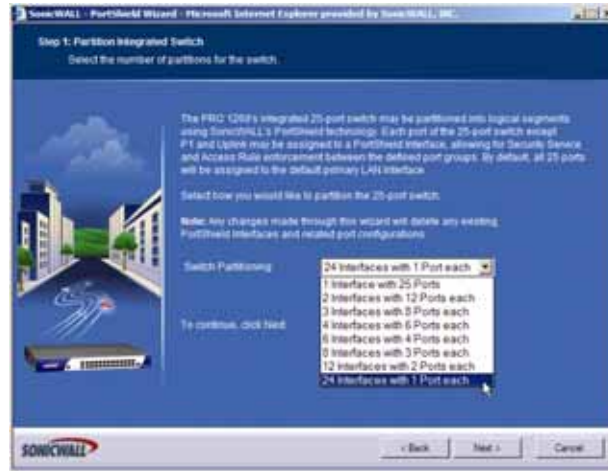 SonicWALL - PortShield Wizard - Microsoft Internet Explorer provided by SonicWALL, INC.
Step 1: Partition Integrated Switch
Select the number of partitions for the switch.
The PRO 1260's integrated 25-port switch may be partitioned into logical segments
using SonicWALL's PortShield technology. Each port of the 25-port switch except
P1 and Uplink may be assigned to a PortShield Interface, allowing for Security Service
and Access Rule enforcement between the defined port groups. By default, all 25 ports
will be assigned to the default primary LAN interface.
Select how you would like to partition the 25-port switch.
Note: Any changes made through this wizard will delete any existing
PortShield Interfaces and related port configurations
Switch Partitioning:
24 Interfaces with 1 Port each
1 Interface with 25 Ports
2 Interfaces with 12 Ports each
3 Interfaces with 8 Ports each
4 Interfaces with 6 Ports each
6 Interfaces with 4 Ports each
8 Interfaces with 3 Ports each
12 Interfaces with 2 Ports each
24 Interfaces with 1 Port each
To continue, click Next
SONICWALL
< Back
Next >
Cancel